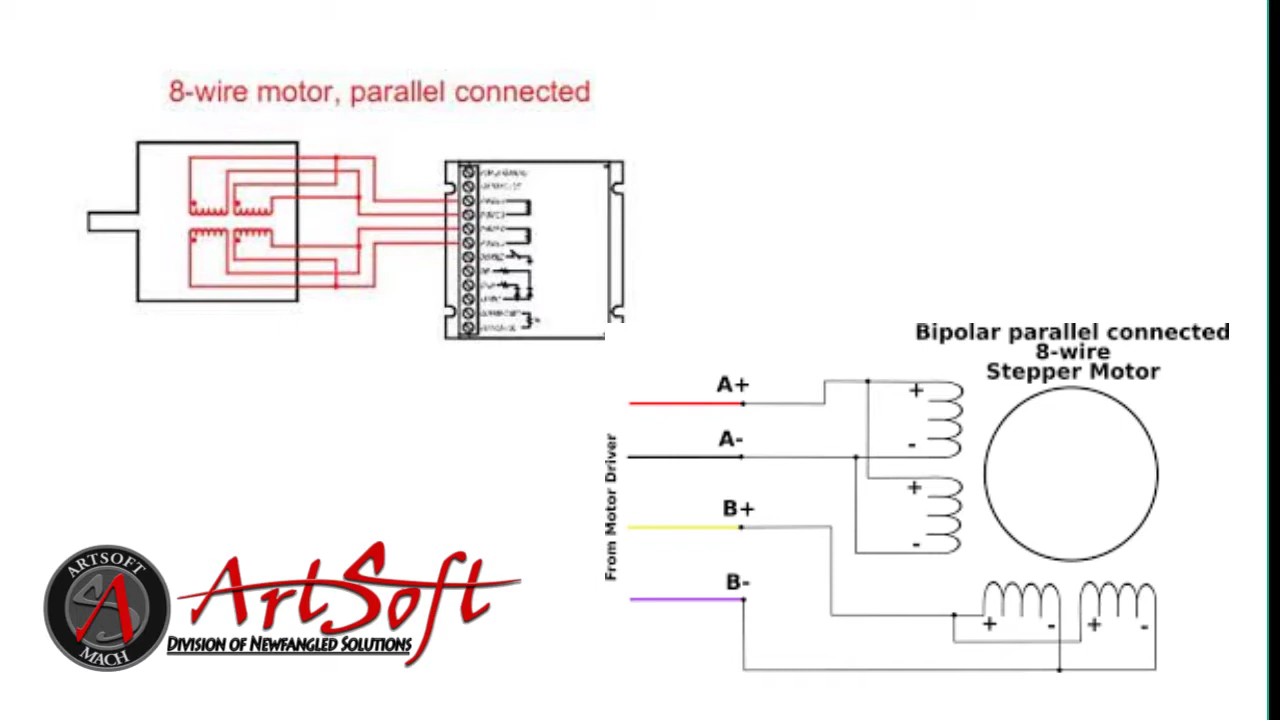 8-wire motor, parallel connected
Bipolar parallel connected
8-wire
Stepper Motor
A+
+
A-
-
+
B+
-
From Motor Driver
B-
+
-
+
-
ARTSOFT
SA
MACH
ArtSoft
DIVISION OF NEWFANGLED SOLUTIONS